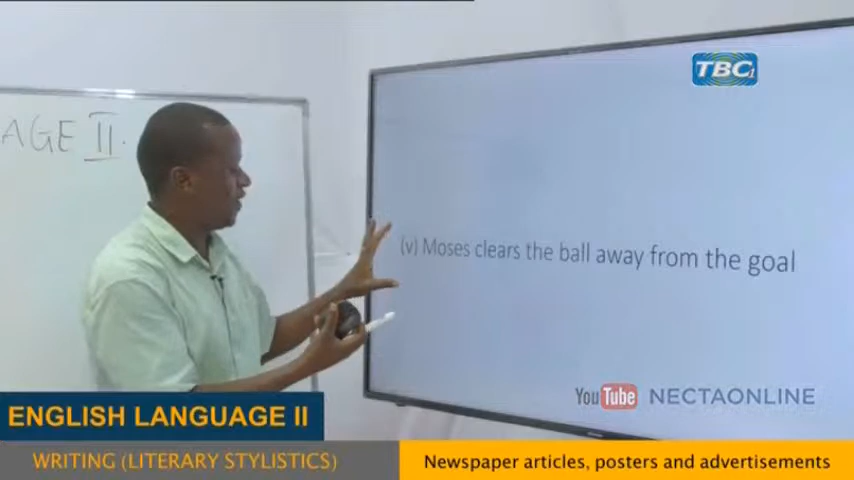 TBC1
AGE II.
(v) Moses clears the ball away from the goal
YouTube NECTAONLINE
ENGLISH LANGUAGE II
WRITING (LITERARY STYLISTICS)
Newspaper articles, posters and advertisements